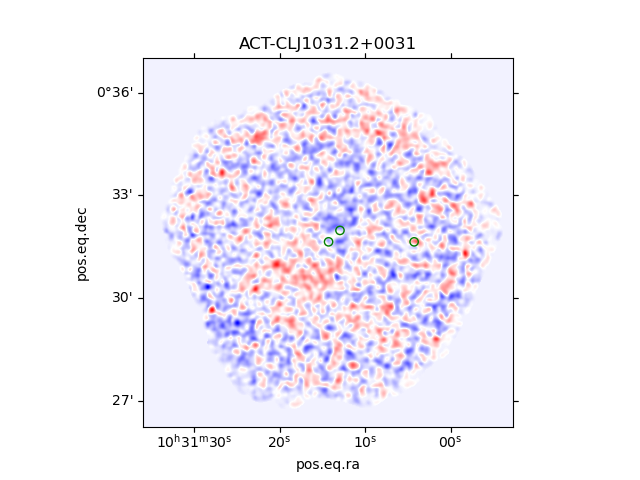 ACT-CLJ1031.2+0031
0°36'
33'
30'
27'
pos.eq.dec
10ʰ31ᵐ30ˢ 20ˢ 10ˢ 00ˢ
pos.eq.ra